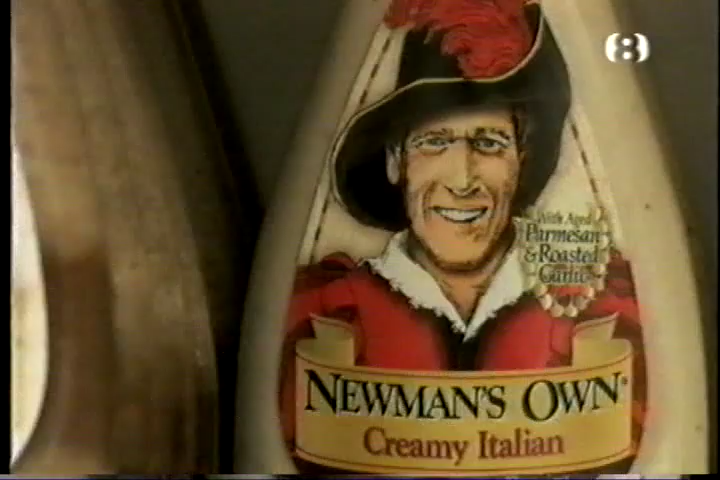 8
With Aged
Parmesan
& Roasted
Garlic
NEWMAN'S OWN®
Creamy Italian